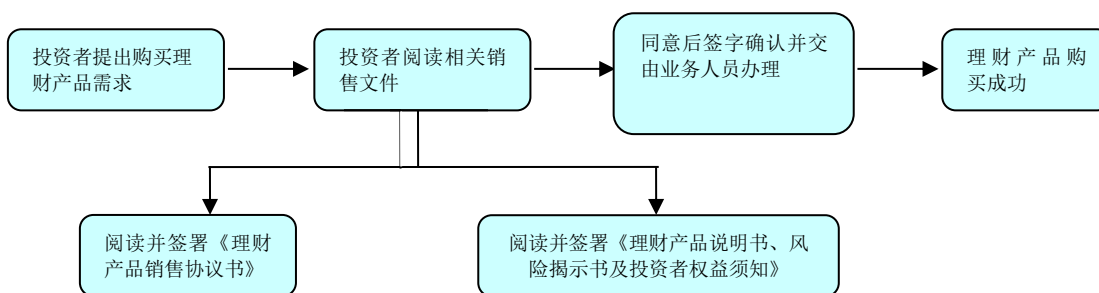 投资者提出购买理
财产品需求
投资者阅读相关销
售文件
同意后签字确认并交
由业务人员办理
理财产品购
买成功
阅读并签署《理财
产品销售协议书》
阅读并签署《理财产品说明书、风
险揭示书及投资者权益须知》